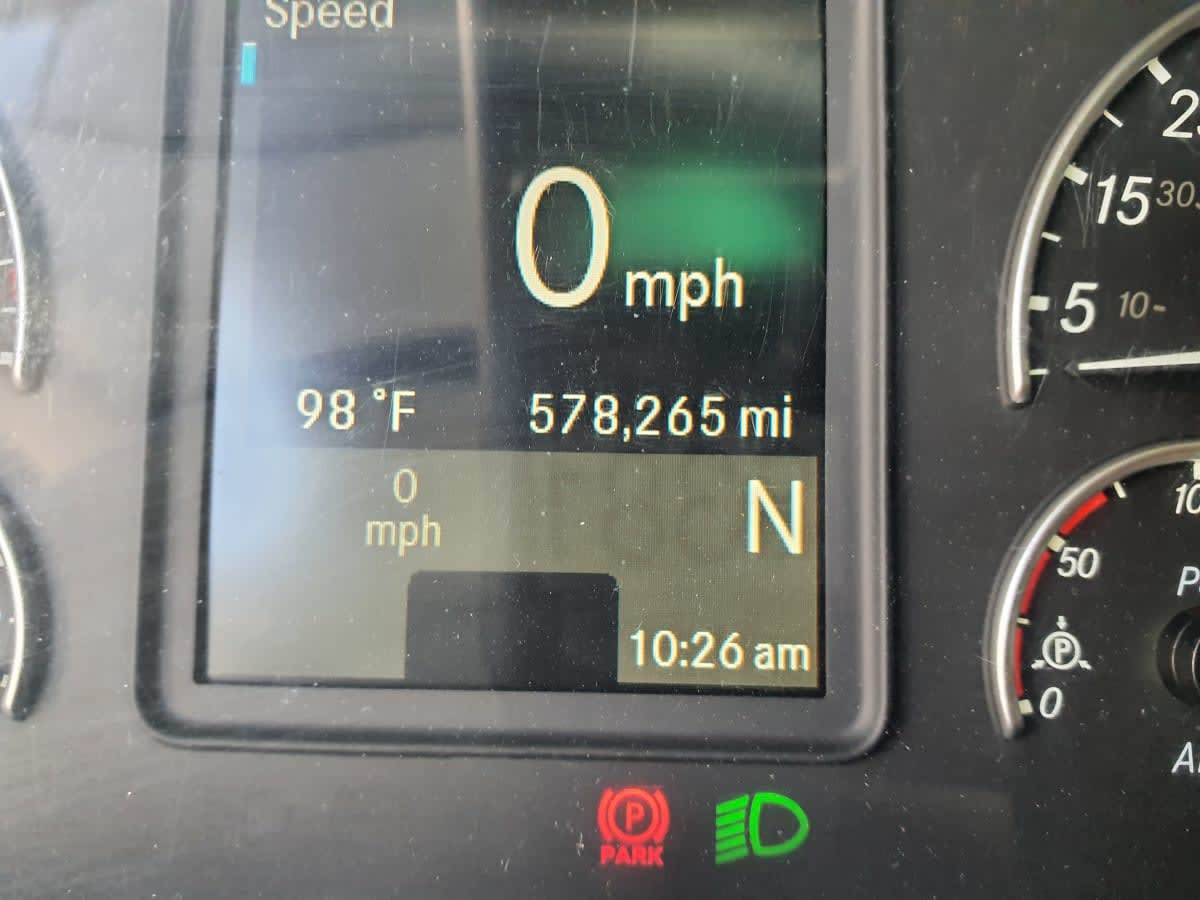 Speed
0 mph
98 °F 578,265 mi
0
mph
N
10:26 am
15
5 10-
50
P
0
P
PARK